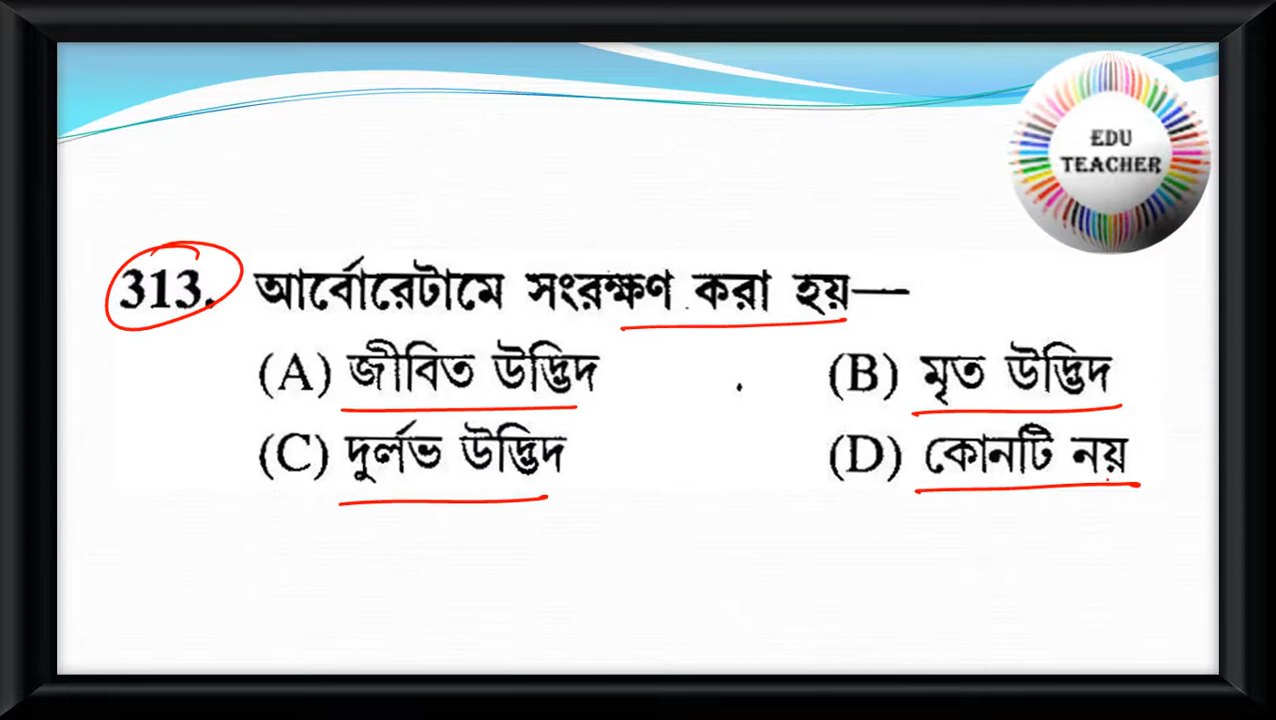 EDU
TEACHER
313. আর্বোরেটামে সংরক্ষণ করা হয়—
(A) জীবিত উদ্ভিদ (B) মৃত উদ্ভিদ
(C) দুর্লভ উদ্ভিদ (D) কোনটি নয়